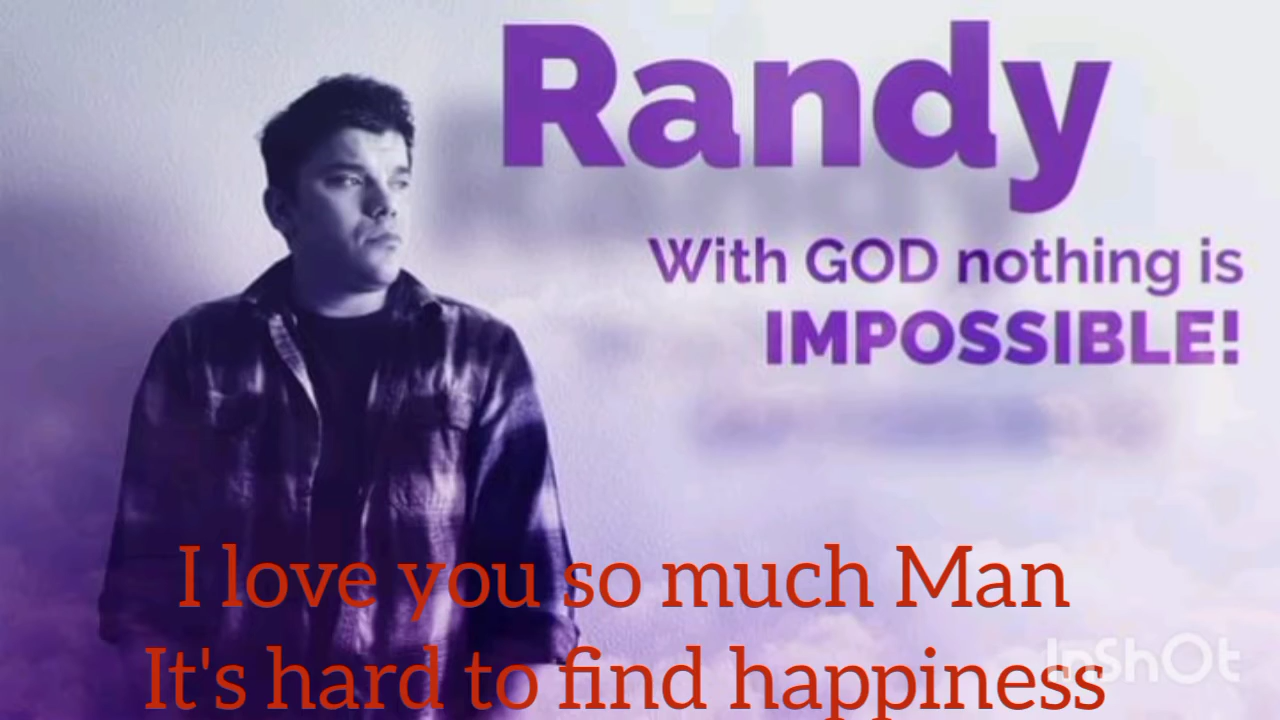 Randy
With GOD nothing is
IMPOSSIBLE!
I love you so much Man
It's hard to find happiness
InShOt